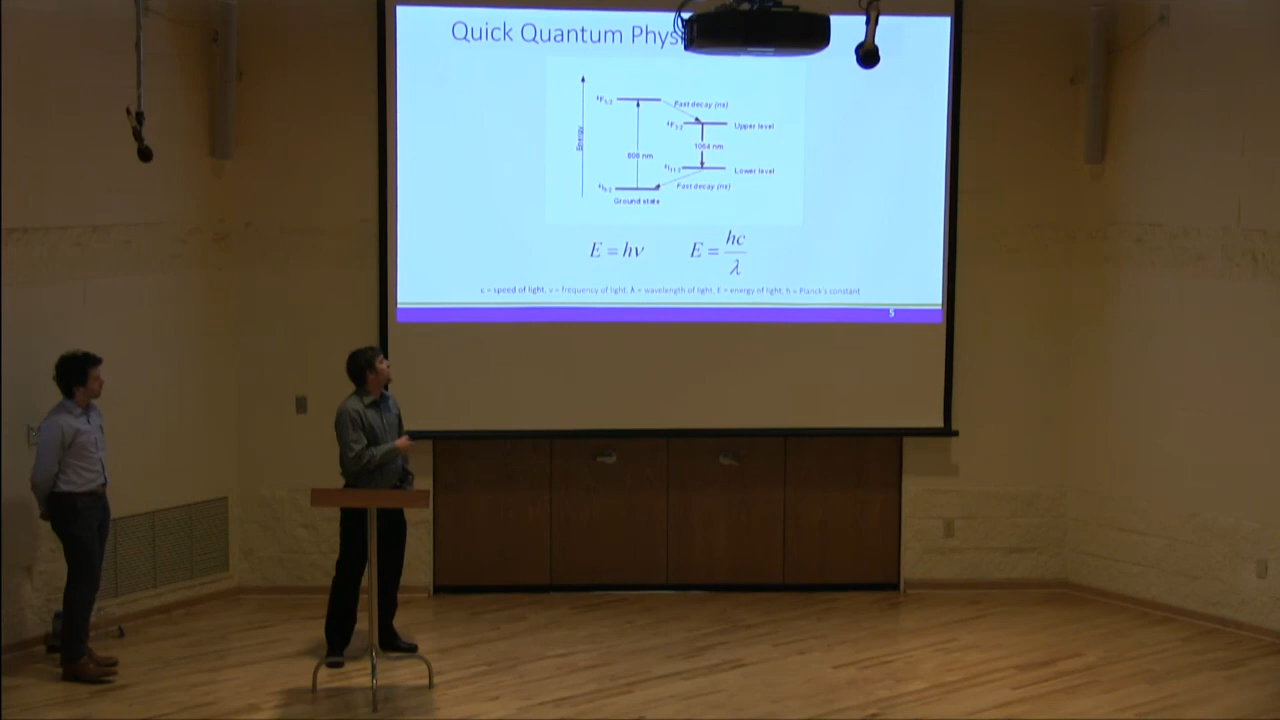 Quick Quantum Phys
Fast decay (ns)
Upper level
Energy
808 nm
1064 nm
Lower level
Fast decay (ns)
Ground state
E = hν
E = hc/λ
c = speed of light, ν = frequency of light, λ = wavelength of light, E = energy of light, h = Planck's constant
5